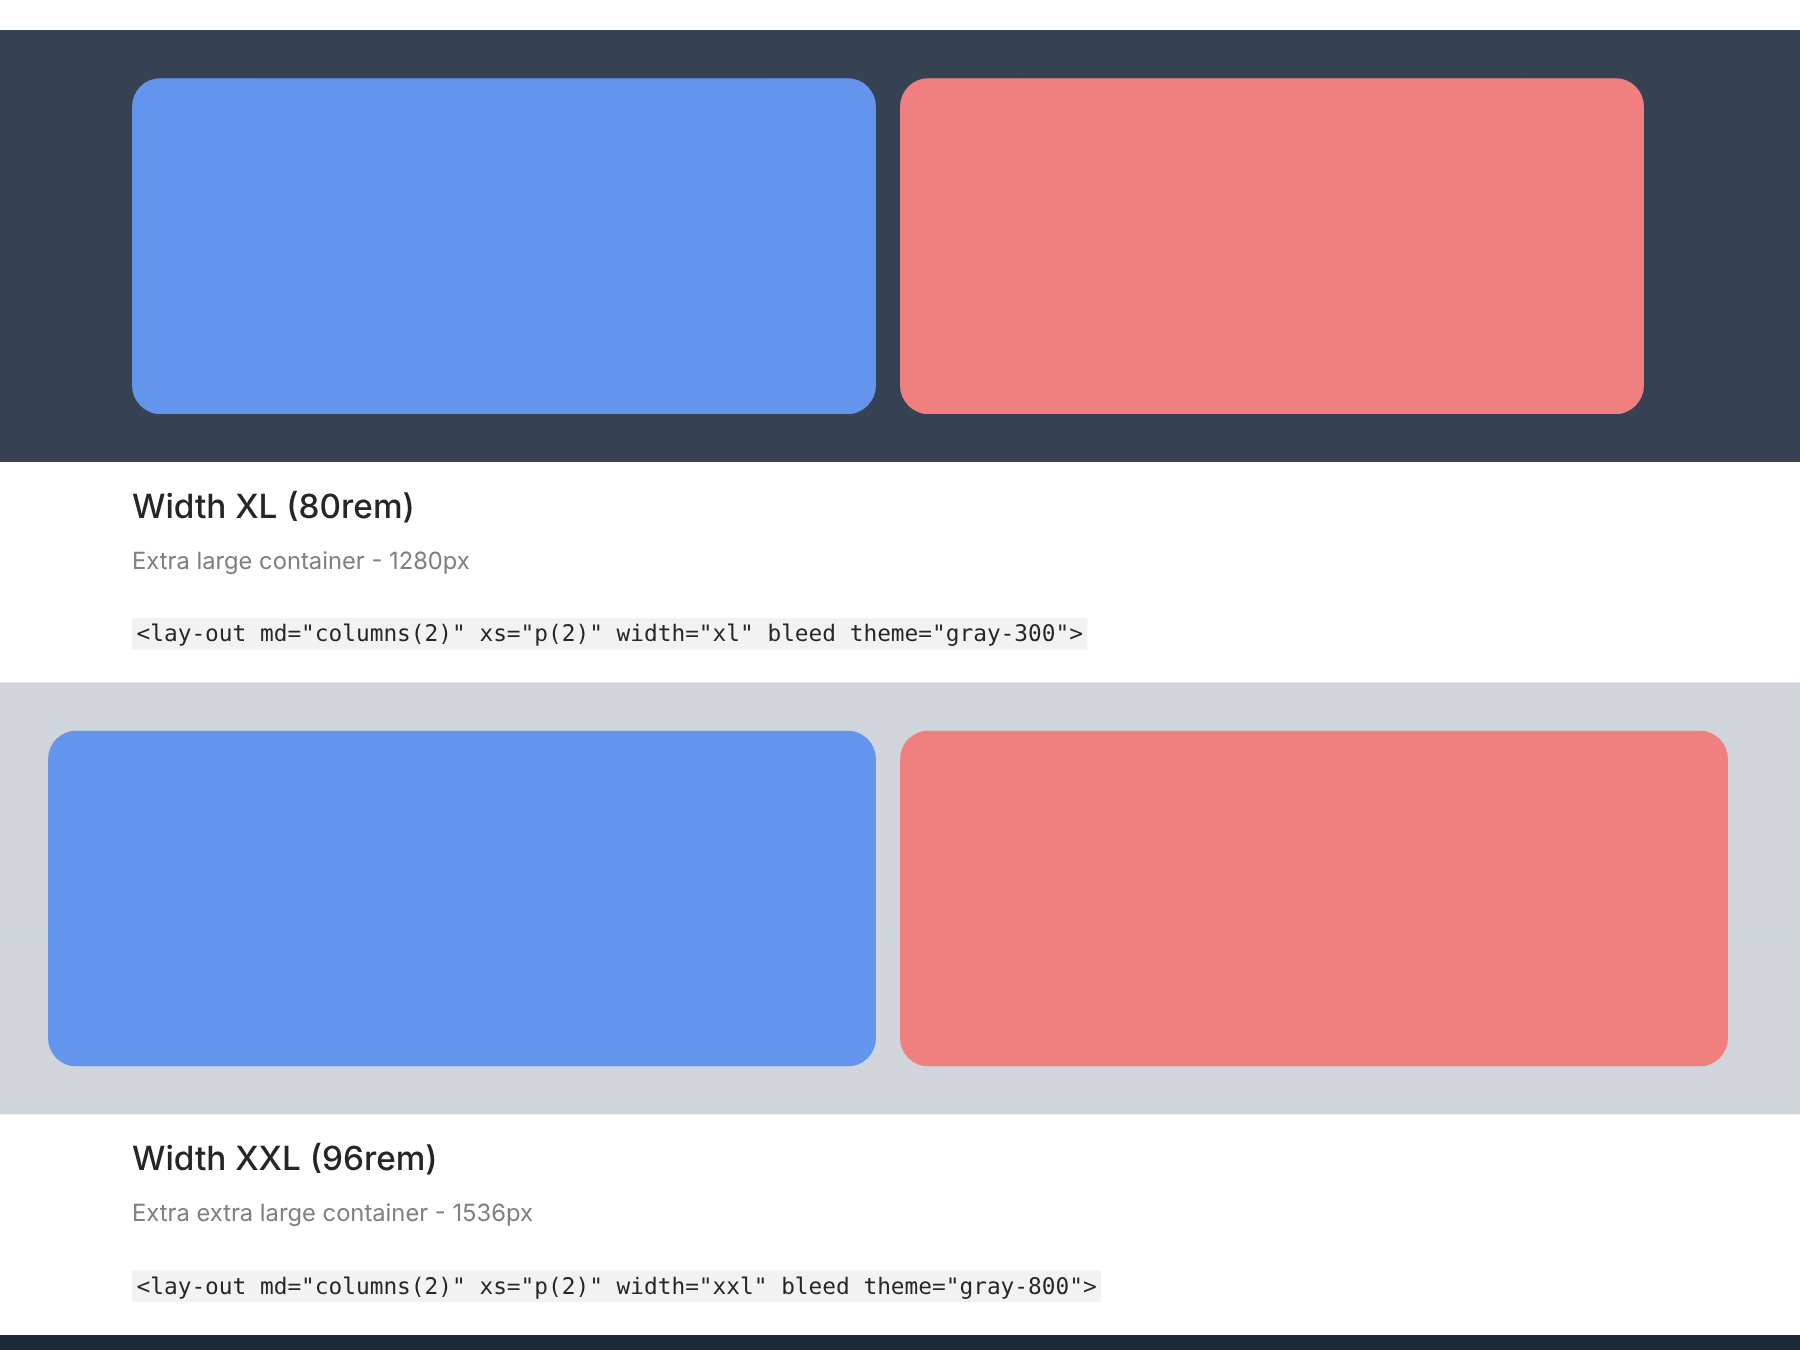 Width XL (80rem)
Extra large container - 1280px
<lay-out md="columns(2)" xs="p(2)" width="xl" bleed theme="gray-300">
Width XXL (96rem)
Extra extra large container - 1536px
<lay-out md="columns(2)" xs="p(2)" width="xxl" bleed theme="gray-800">